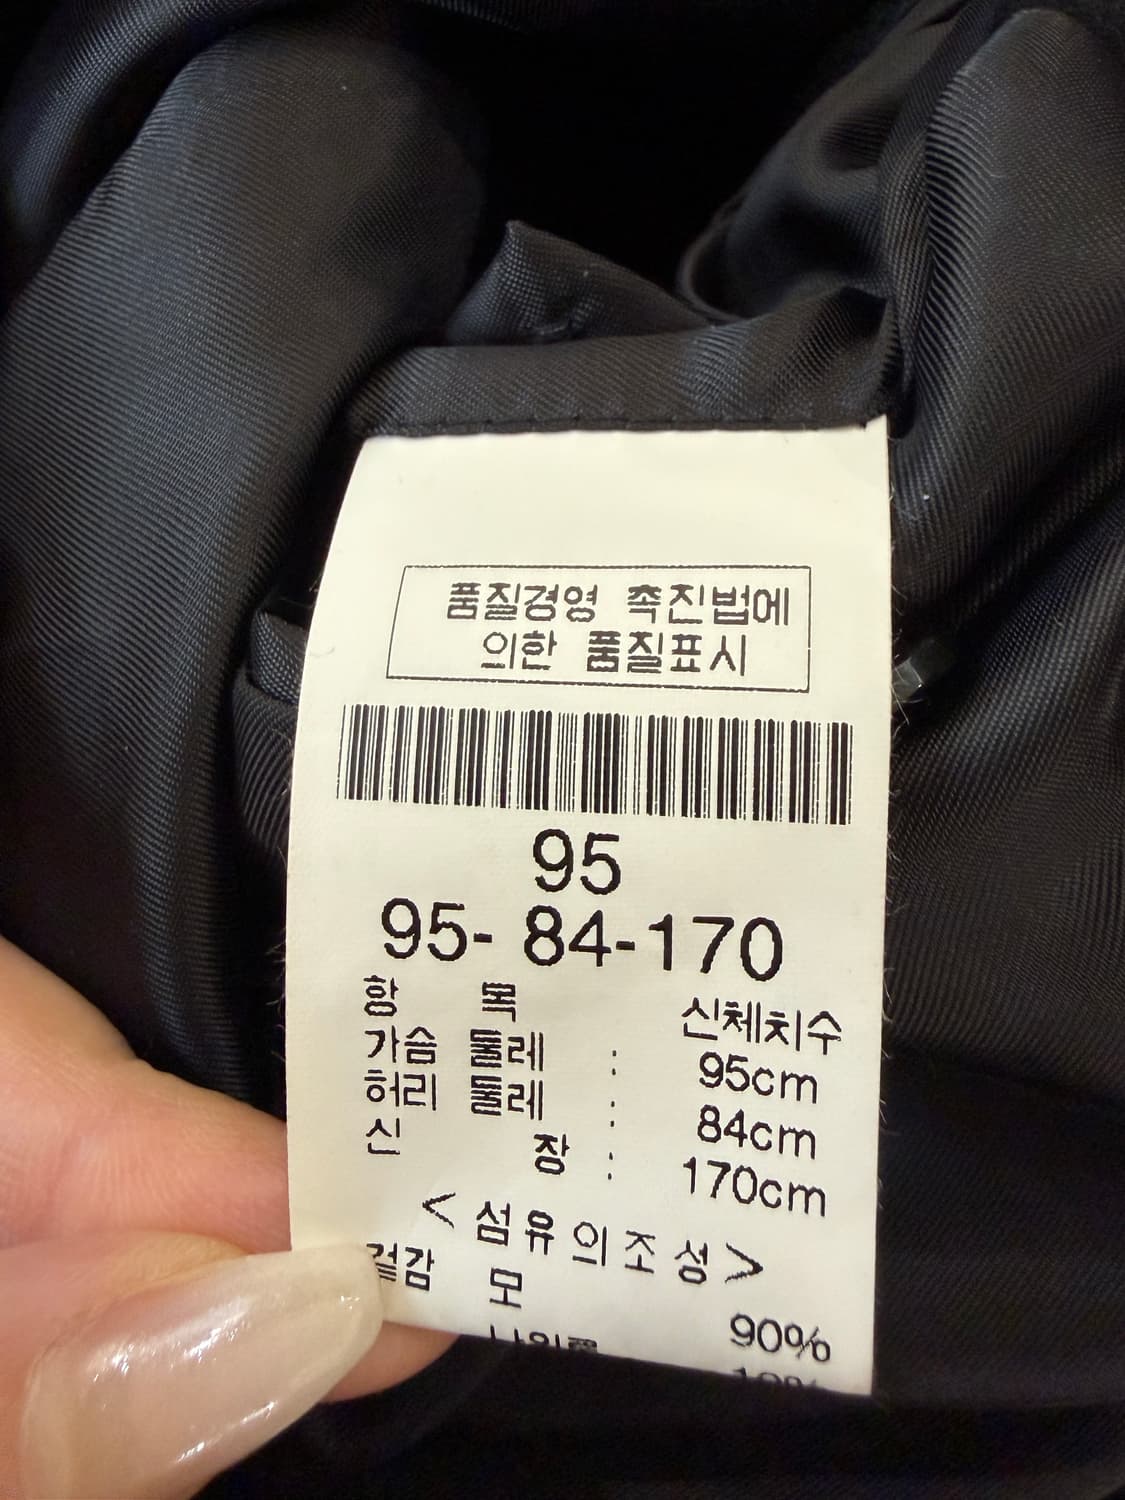 품질경영 촉진법에
의한 품질표시
95
95- 84-170
항 목 신체치수
가슴 둘레 : 95cm
허리 둘레 : 84cm
신 장 : 170cm
<섬유의조성>
겉감 모 90%